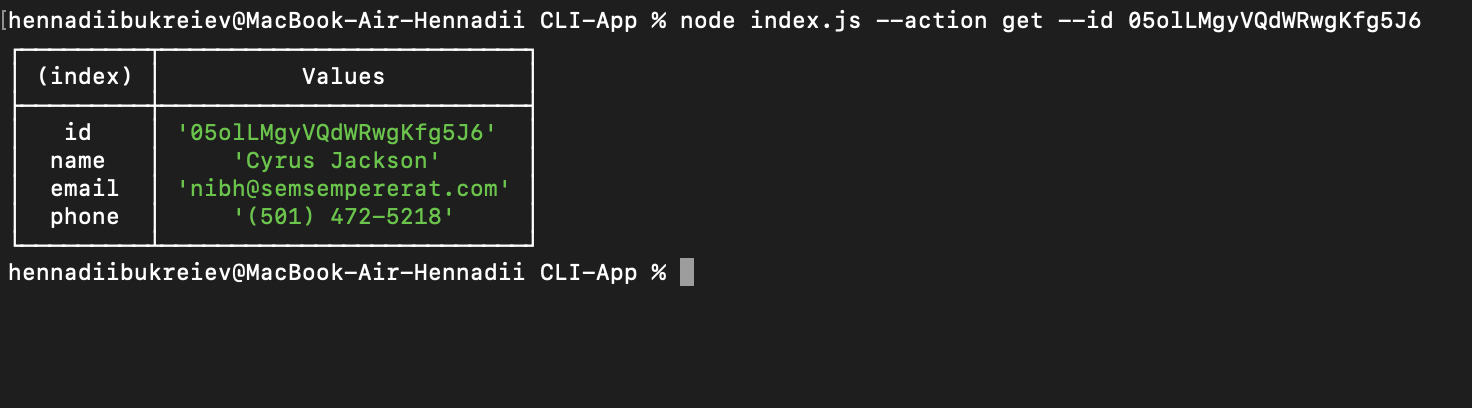 hennadiibukreiev@MacBook-Air-Hennadii CLI-App % node index.js --action get --id 05olLMgyVQdWRwgKfg5J6
(index) Values
id '05olLMgyVQdWRwgKfg5J6'
name 'Cyrus Jackson'
email 'nibh@semsempererat.com'
phone '(501) 472-5218'
hennadiibukreiev@MacBook-Air-Hennadii CLI-App %